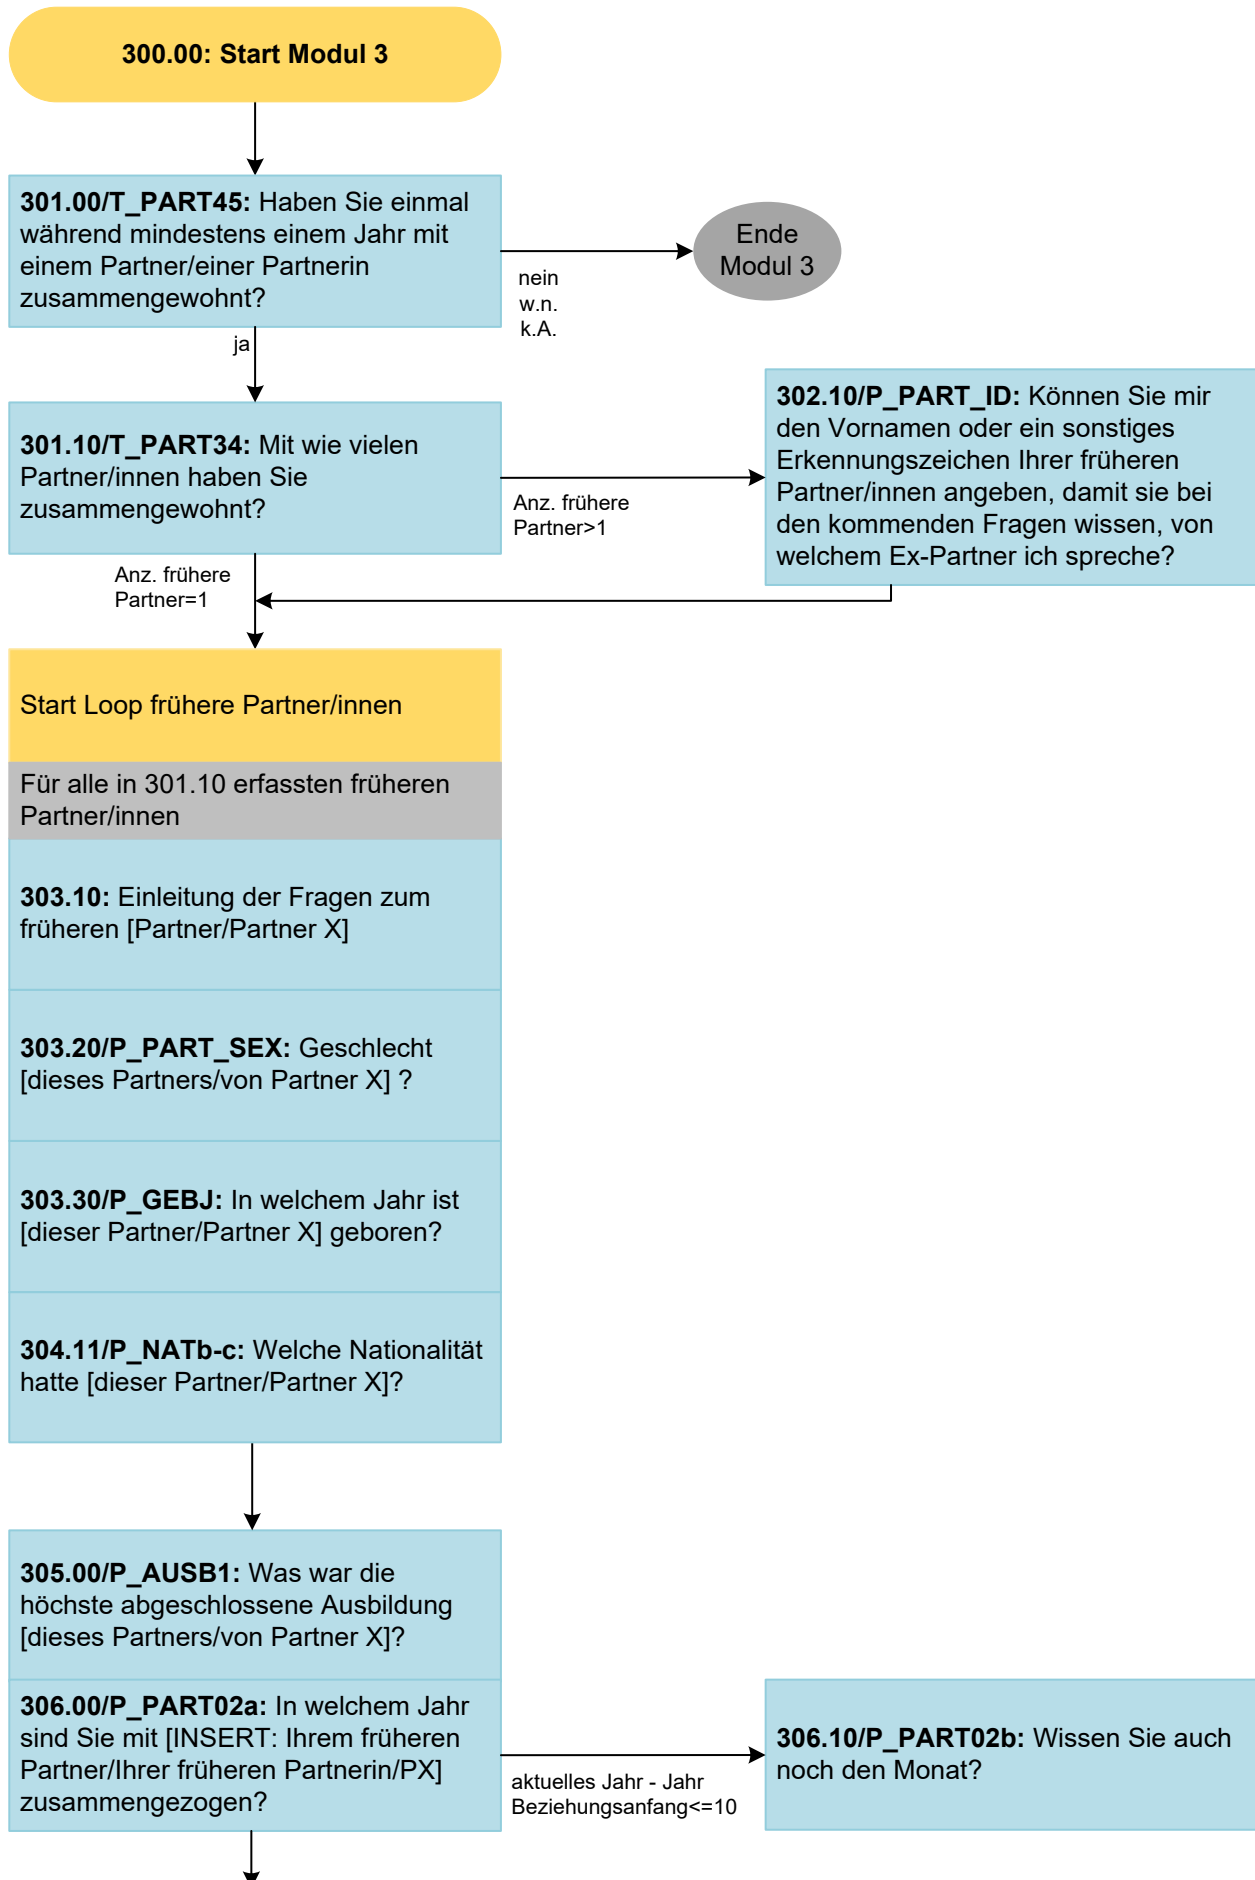 300.00: Start Modul 3
301.00/T_PART45: Haben Sie einmal
während mindestens einem Jahr mit
einem Partner/einer Partnerin
zusammengewohnt?
Ende
Modul 3
nein
w.n.
k.A.
ja
301.10/T_PART34: Mit wie vielen
Partner/innen haben Sie
zusammengewohnt?
Anz. frühere
Partner>1
302.10/P_PART_ID: Können Sie mir
den Vornamen oder ein sonstiges
Erkennungszeichen Ihrer früheren
Partner/innen angeben, damit sie bei
den kommenden Fragen wissen, von
welchem Ex-Partner ich spreche?
Anz. frühere
Partner=1
Start Loop frühere Partner/innen
Für alle in 301.10 erfassten früheren
Partner/innen
303.10: Einleitung der Fragen zum
früheren [Partner/Partner X]
303.20/P_PART_SEX: Geschlecht
[dieses Partners/von Partner X] ?
303.30/P_GEBJ: In welchem Jahr ist
[dieser Partner/Partner X] geboren?
304.11/P_NATb-c: Welche Nationalität
hatte [dieser Partner/Partner X]?
305.00/P_AUSB1: Was war die
höchste abgeschlossene Ausbildung
[dieses Partners/von Partner X]?
306.00/P_PART02a: In welchem Jahr
sind Sie mit [INSERT: Ihrem früheren
Partner/Ihrer früheren Partnerin/PX]
zusammengezogen?
aktuelles Jahr - Jahr
Beziehungsanfang<=10
306.10/P_PART02b: Wissen Sie auch
noch den Monat?